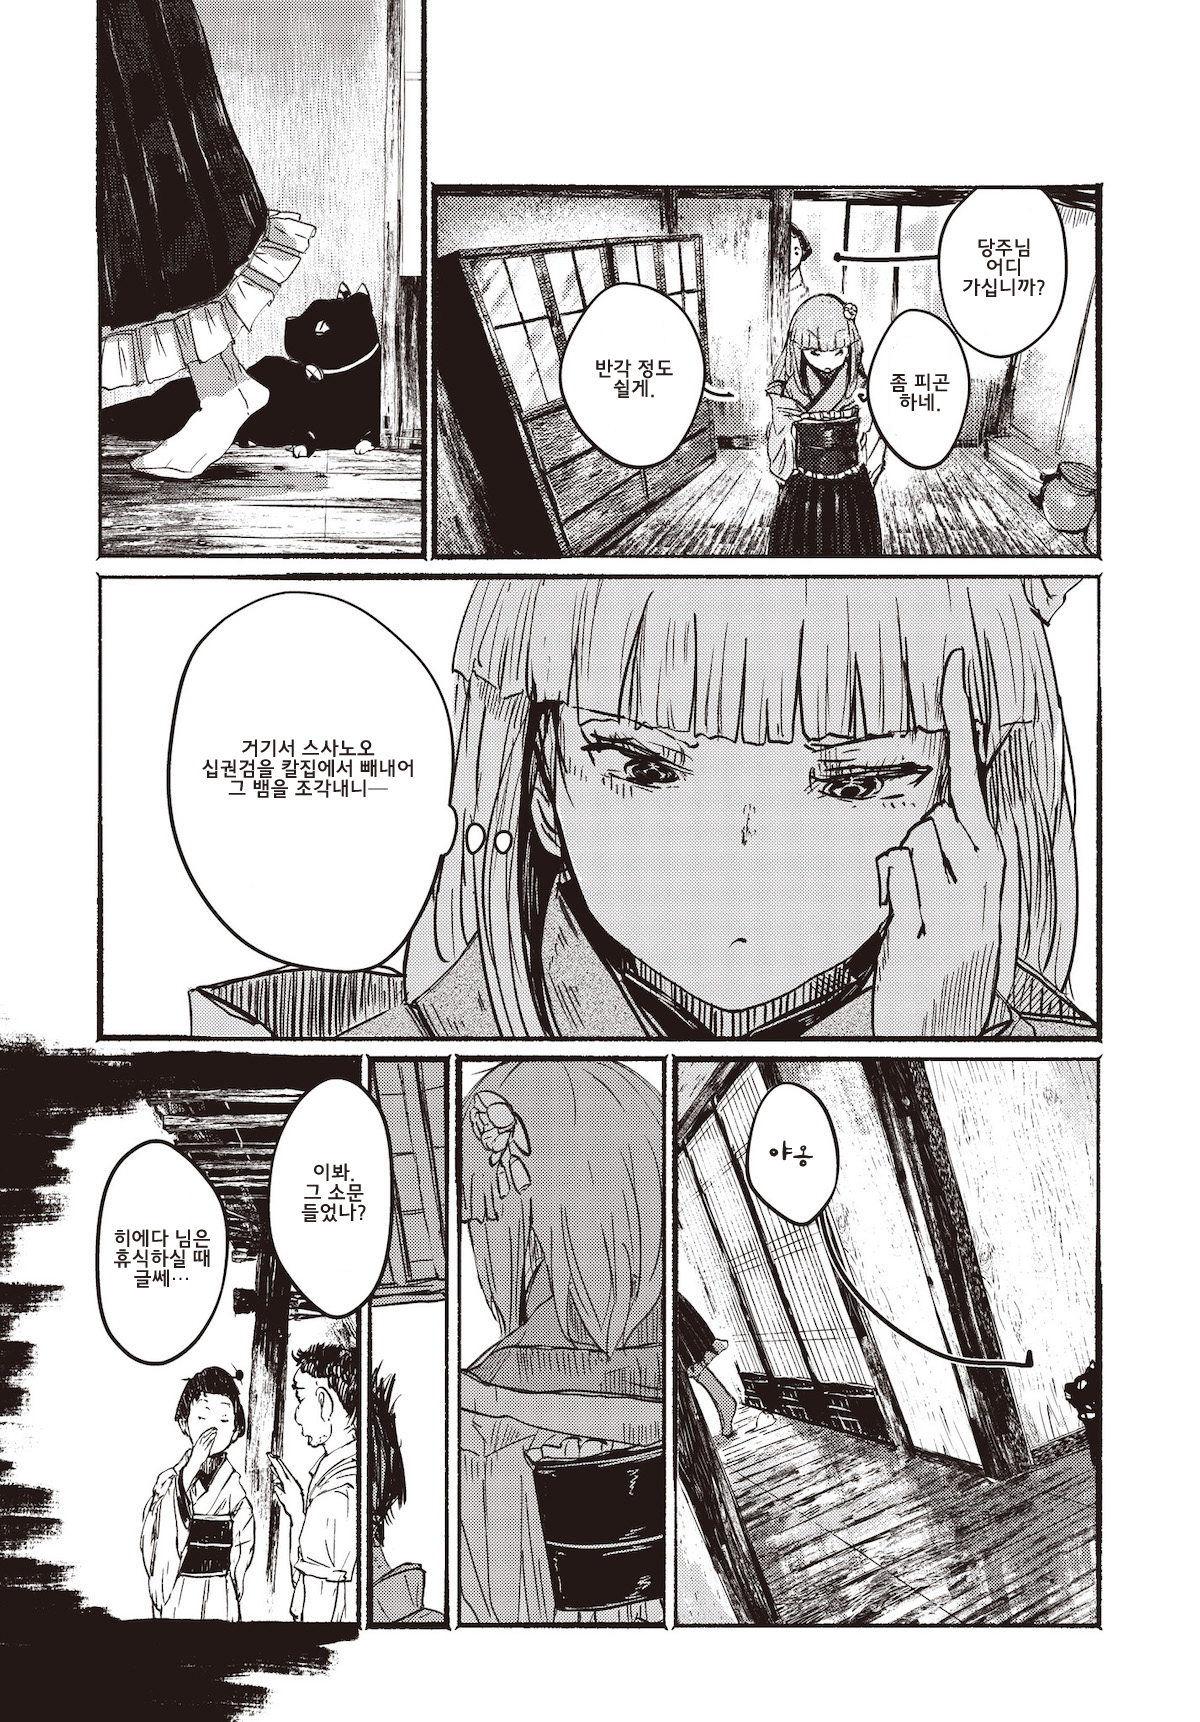 당주님
어디
가십니까?
좀 피곤
하네.
반각 정도
쉴게.
거기서 스사노오
십권검을 칼집에서 빼내어
그 뱀을 조각내니―
야옹
이봐.
그 소문
들었나?
히에다 님은
휴식하실 때
글쎄…